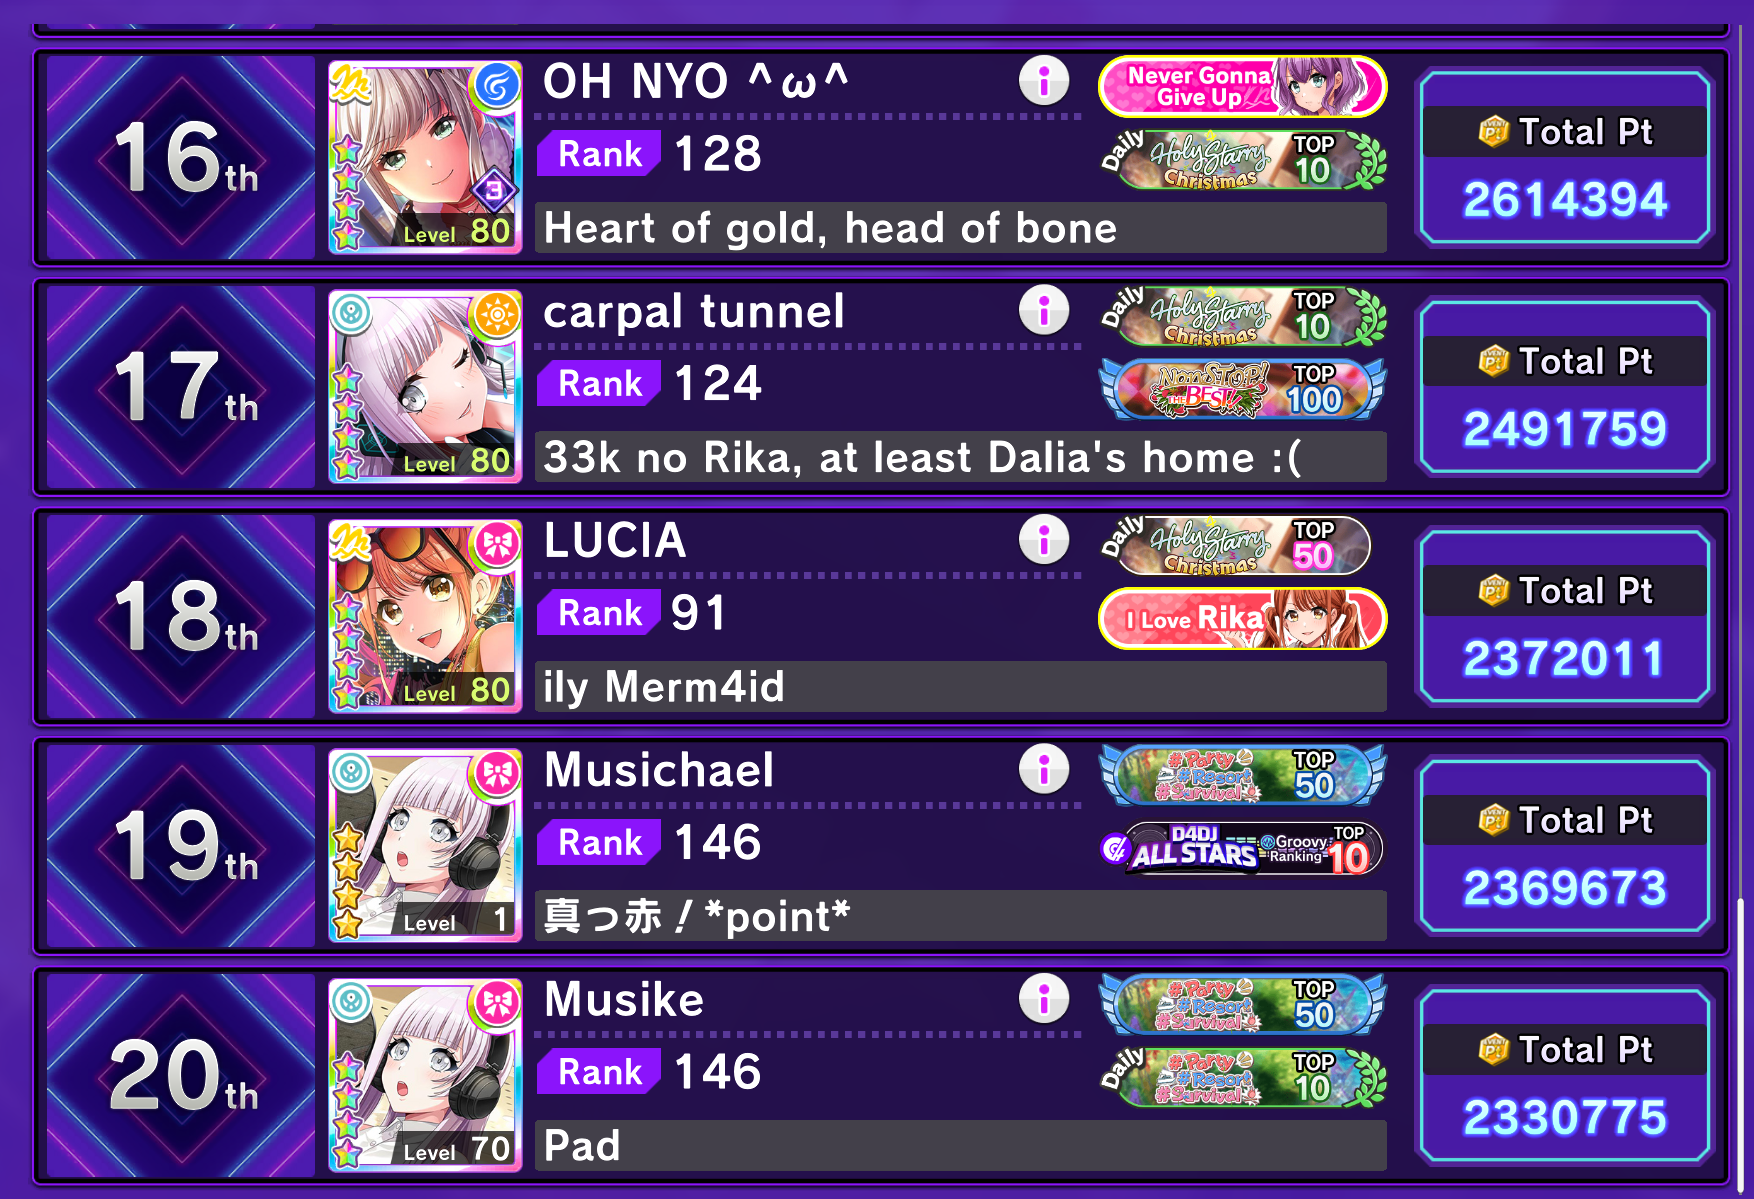 16th
3
Level 80
OH NYO ^ω^
Rank 128
Heart of gold, head of bone
Never Gonna
Give Up
Daily Holy Starry Christmas TOP 10
Total Pt
2614394
17th
Level 80
carpal tunnel
Rank 124
33k no Rika, at least Dalia's home :(
Daily Holy Starry Christmas TOP 10
NonSTOP! THE BEST!! TOP 100
Total Pt
2491759
18th
Level 80
LUCIA
Rank 91
ily Merm4id
Daily Holy Starry Christmas TOP 50
I Love Rika
Total Pt
2372011
19th
Level 1
Musichael
Rank 146
真っ赤！*point*
#Party #Resort #Survival TOP 50
D4DJ ALL STARS Groovy Ranking TOP 10
Total Pt
2369673
20th
Level 70
Musike
Rank 146
Pad
#Party #Resort #Survival TOP 50
Daily #Party #Resort #Survival TOP 10
Total Pt
2330775